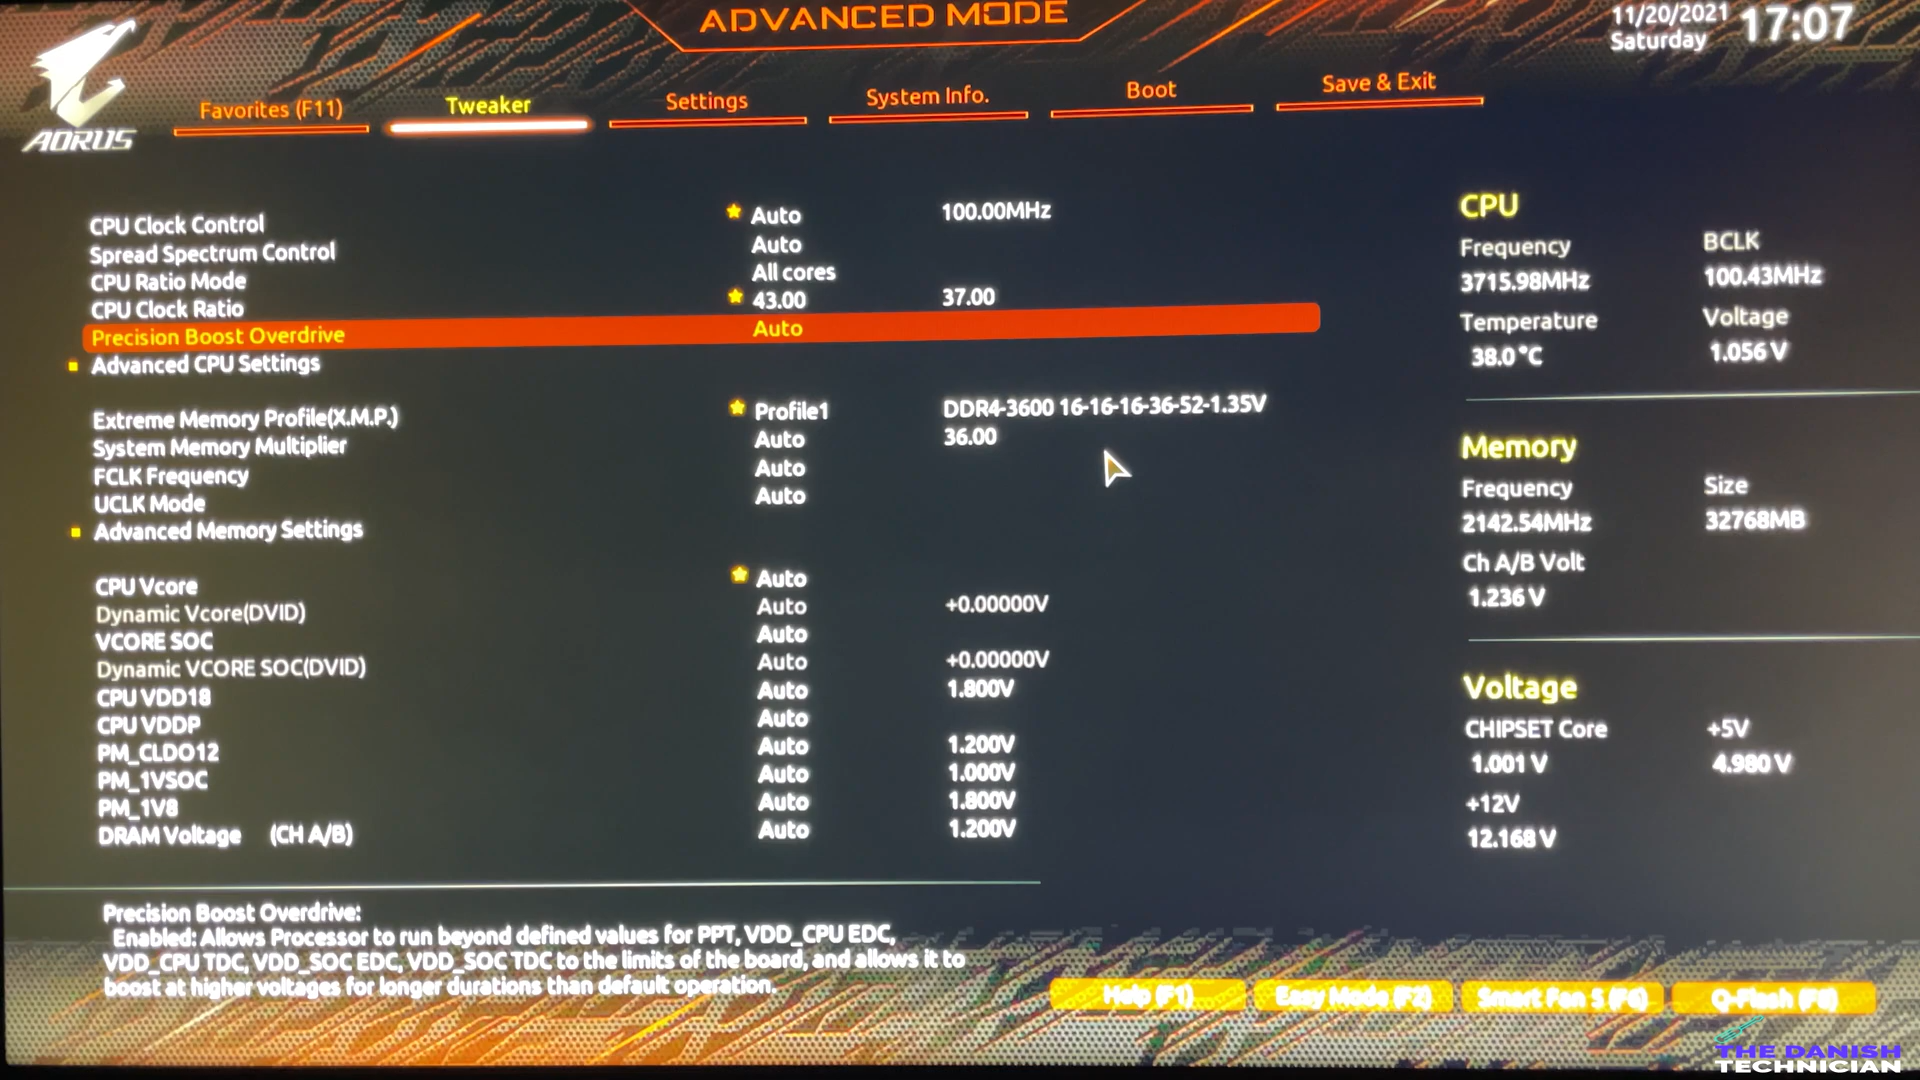 ADVANCED MODE
11/20/2021
Saturday
17:07
AORUS
Favorites (F11)
Tweaker
Settings
System Info.
Boot
Save & Exit
CPU Clock Control Auto 100.00MHz
Spread Spectrum Control Auto
CPU Ratio Mode All cores
CPU Clock Ratio 43.00 37.00
Precision Boost Overdrive Auto
Advanced CPU Settings
Extreme Memory Profile(X.M.P.) Profile1 DDR4-3600 16-16-16-36-52-1.35V
System Memory Multiplier Auto 36.00
FCLK Frequency Auto
UCLK Mode Auto
Advanced Memory Settings
CPU Vcore Auto
Dynamic Vcore(DVID) Auto +0.00000V
VCORE SOC Auto
Dynamic VCORE SOC(DVID) Auto +0.00000V
CPU VDD18 Auto 1.800V
CPU VDDP Auto
PM_CLDO12 Auto 1.200V
PM_1VSOC Auto 1.000V
PM_1V8 Auto 1.800V
DRAM Voltage (CH A/B) Auto 1.200V
CPU
Frequency BCLK
3715.98MHz 100.43MHz
Temperature Voltage
38.0 °C 1.056 V
Memory
Frequency Size
2142.54MHz 32768MB
Ch A/B Volt
1.236 V
Voltage
CHIPSET Core +5V
1.001 V 4.980 V
+12V
12.168 V
Precision Boost Overdrive:
Enabled: Allows Processor to run beyond defined values for PPT, VDD_CPU EDC,
VDD_CPU TDC, VDD_SOC EDC, VDD_SOC TDC to the limits of the board, and allows it to
boost at higher voltages for longer durations than default operation.
Help (F1)
Easy Mode (F2)
Smart Fan 5 (F6)
Q-Flash (F8)
THE DANISH
TECHNICIAN